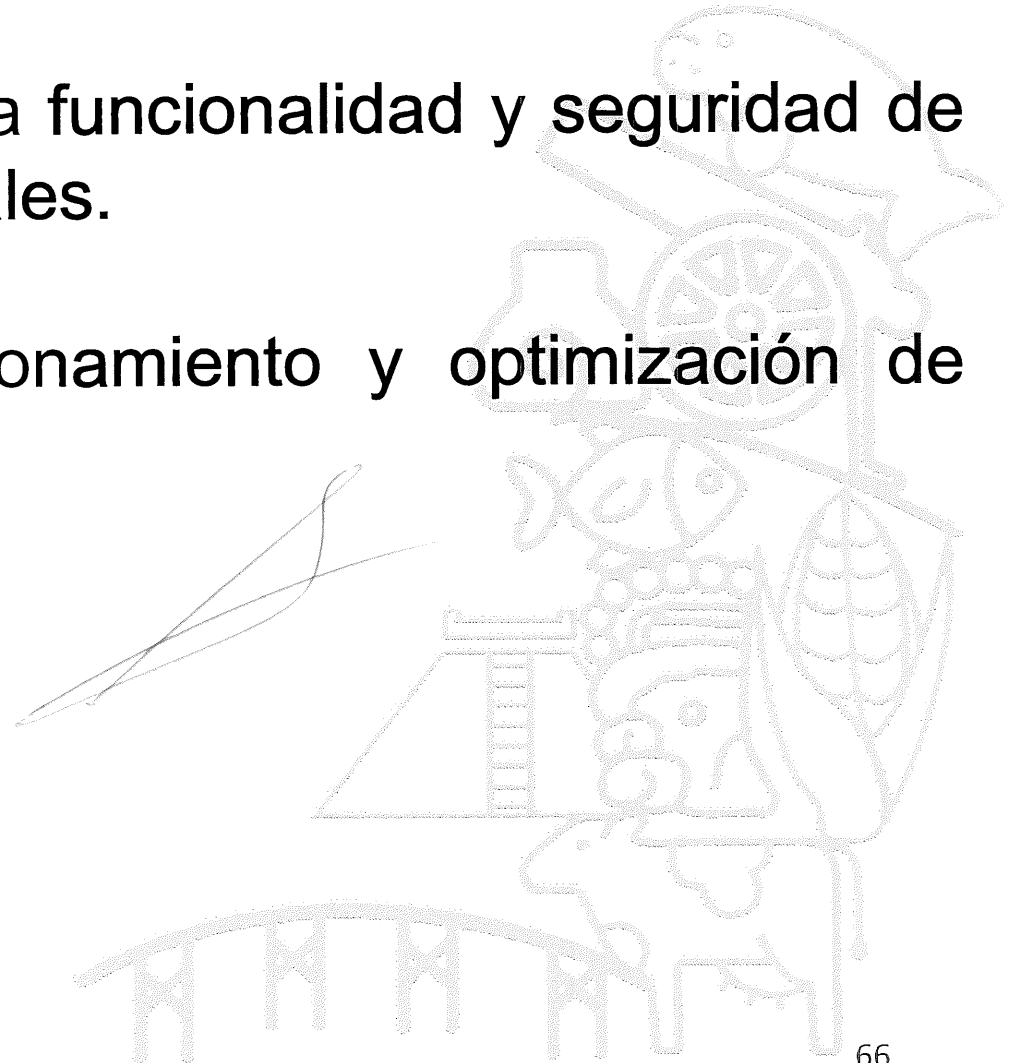 a funcionalidad y seguridad de
les.
onamiento y optimización de
66